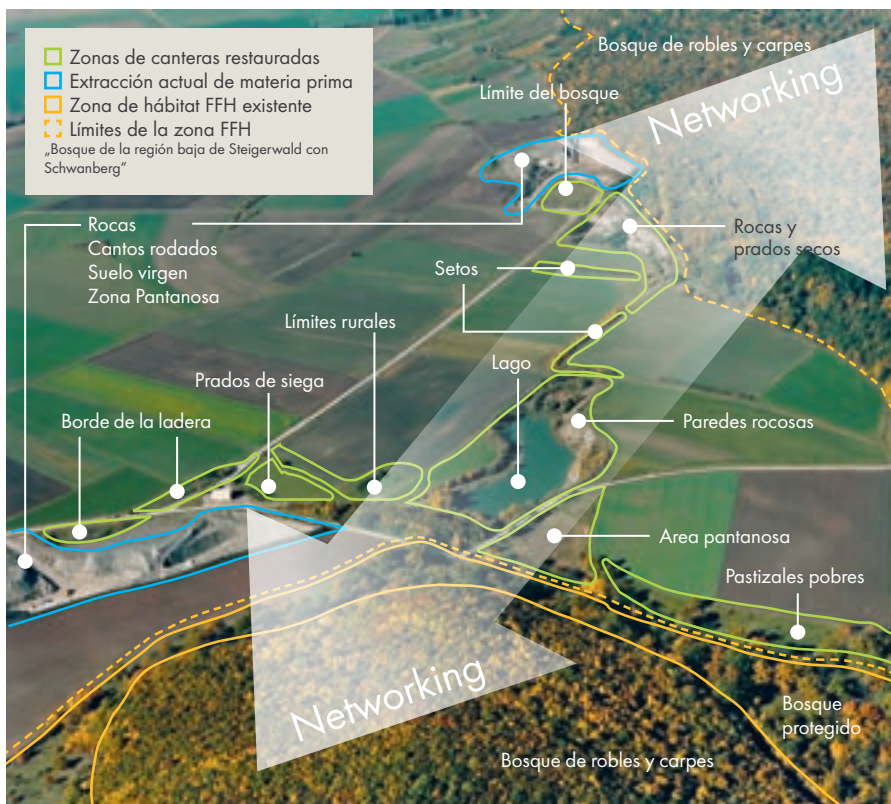 Zonas de canteras restauradas
Extracción actual de materia prima
Zona de hábitat FFH existente
Límites de la zona FFH
„Bosque de la región baja de Steigerwald con
Schwanberg”
Bosque de robles y carpes
Límite del bosque
Networking
Rocas
Cantos rodados
Suelo virgen
Zona Pantanosa
Rocas y
prados secos
Setos
Límites rurales
Lago
Prados de siega
Borde de la ladera
Paredes rocosas
Area pantanosa
Pastizales pobres
Networking
Bosque
protegido
Bosque de robles y carpes